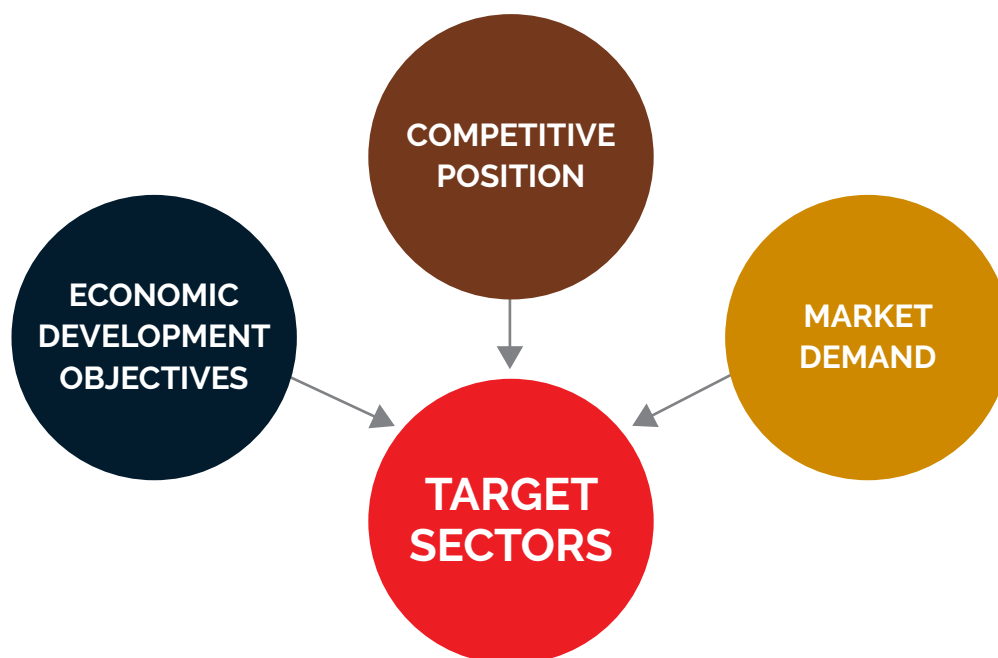 COMPETITIVE
POSITION
ECONOMIC
DEVELOPMENT
OBJECTIVES
MARKET
DEMAND
TARGET
SECTORS